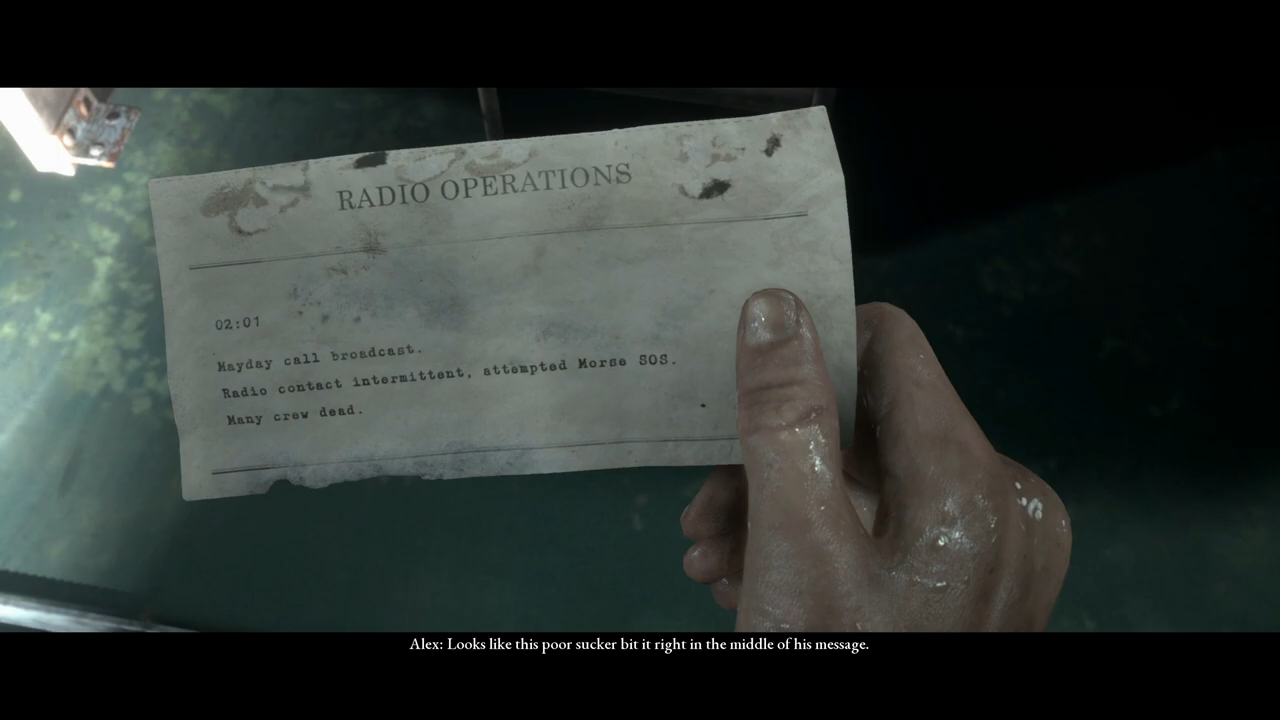 RADIO OPERATIONS
02:01
Mayday call broadcast.
Radio contact intermittent, attempted Morse SOS.
Many crew dead.
Alex: Looks like this poor sucker bit it right in the middle of his message.